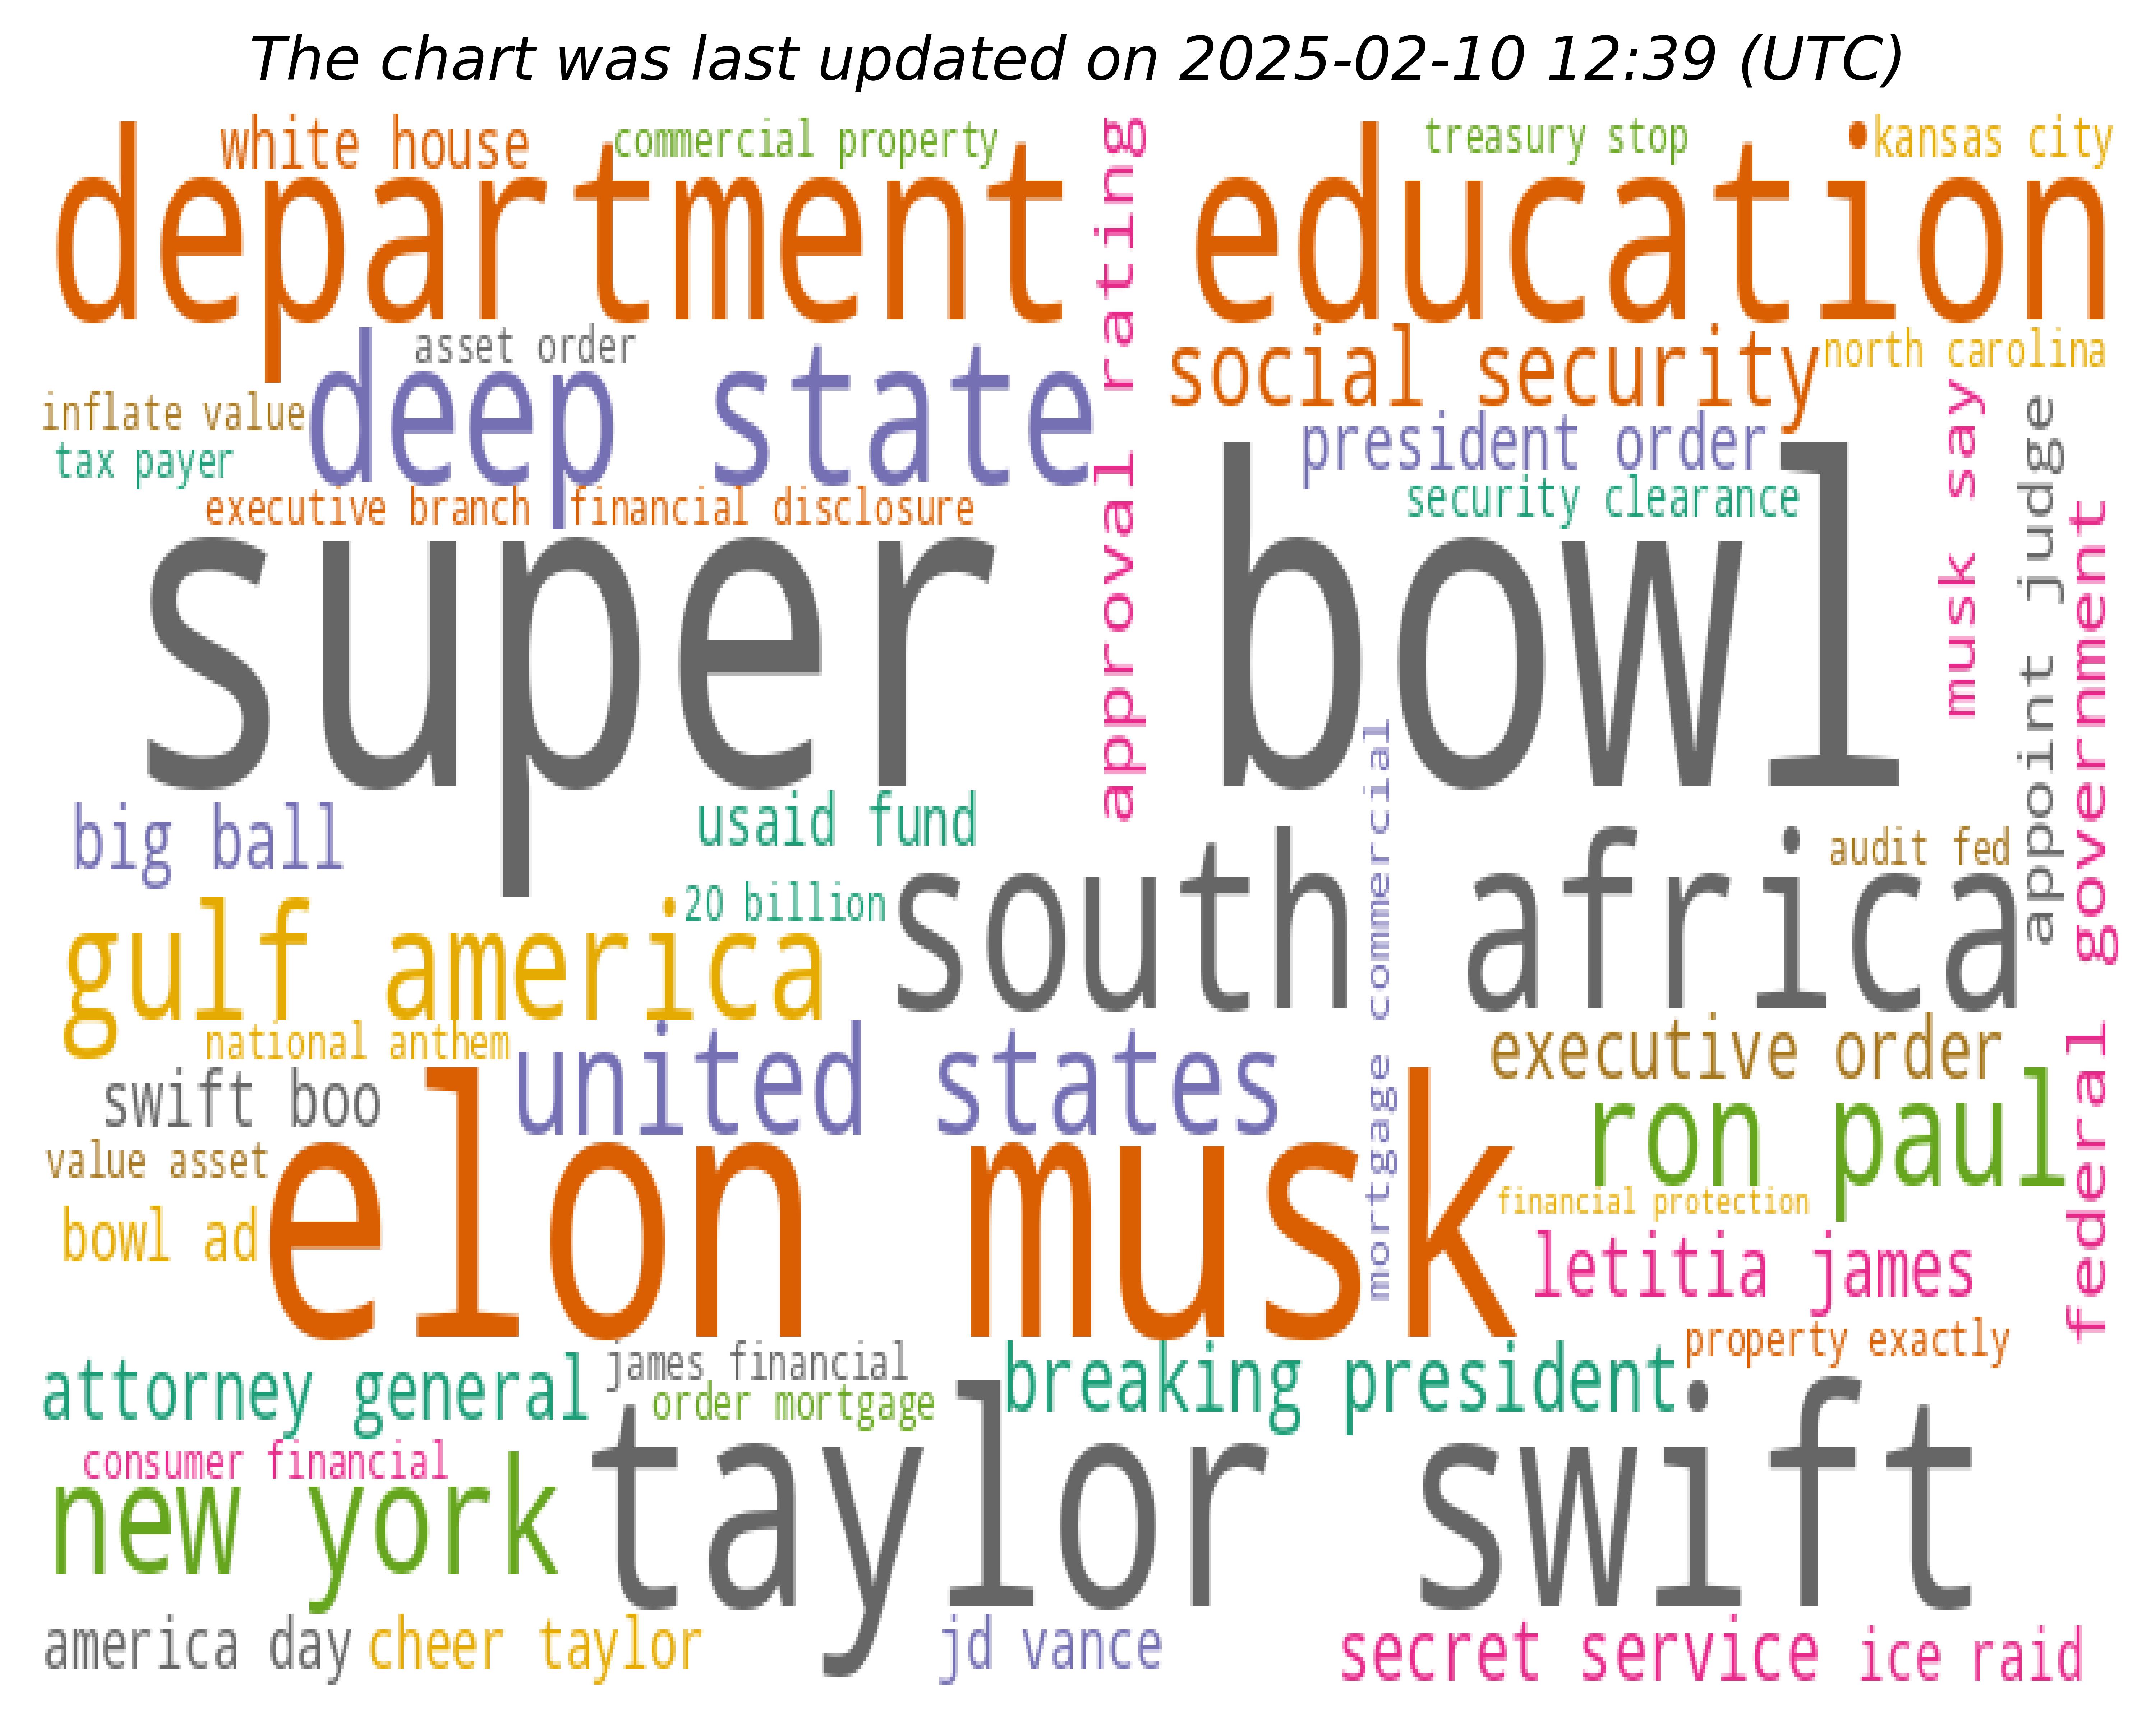 The chart was last updated on 2025-02-10 12:39 (UTC)
white house
commercial property
treasury stop
kansas city
department education
approval rating
asset order
social security
north carolina
deep state
inflate value
tax payer
president order
musk say
appoint judge
executive branch
financial disclosure
security clearance
federal government
super bowl
big ball
usaid fund
mortgage commercial
audit fed
20 billion
south africa
gulf america
national anthem
united states
executive order
swift boo
ron paul
value asset
elon musk
financial protection
bowl ad
letitia james
attorney general
james financial
breaking president
property exactly
order mortgage
consumer financial
new york
taylor swift
america day
cheer taylor
jd vance
secret service
ice raid